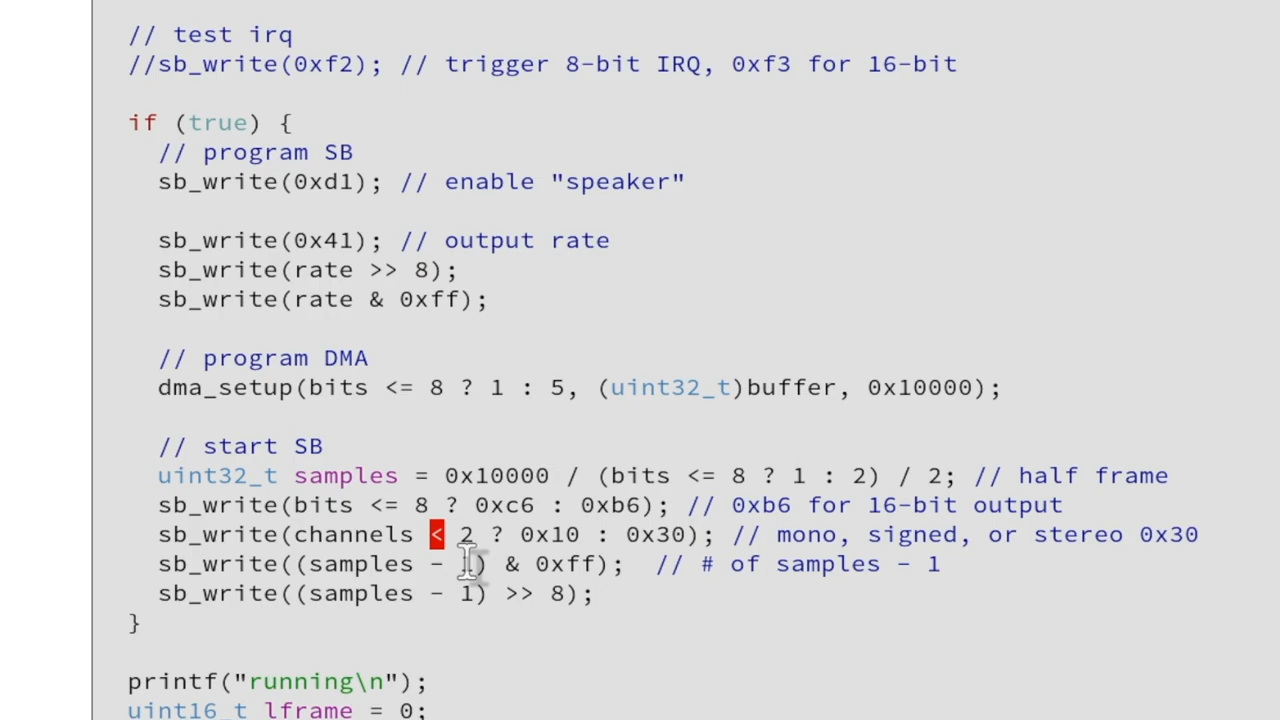 // test irq
//sb_write(0xf2); // trigger 8-bit IRQ, 0xf3 for 16-bit
if (true) {
// program SB
sb_write(0xd1); // enable "speaker"
sb_write(0x41); // output rate
sb_write(rate >> 8);
sb_write(rate & 0xff);
// program DMA
dma_setup(bits <= 8 ? 1 : 5, (uint32_t)buffer, 0x10000);
// start SB
uint32_t samples = 0x10000 / (bits <= 8 ? 1 : 2) / 2; // half frame
sb_write(bits <= 8 ? 0xc6 : 0xb6); // 0xb6 for 16-bit output
sb_write(channels < 2 ? 0x10 : 0x30); // mono, signed, or stereo 0x30
sb_write((samples - 1) & 0xff);  // # of samples - 1
sb_write((samples - 1) >> 8);
}
printf("running\n");
uint16_t lframe = 0;